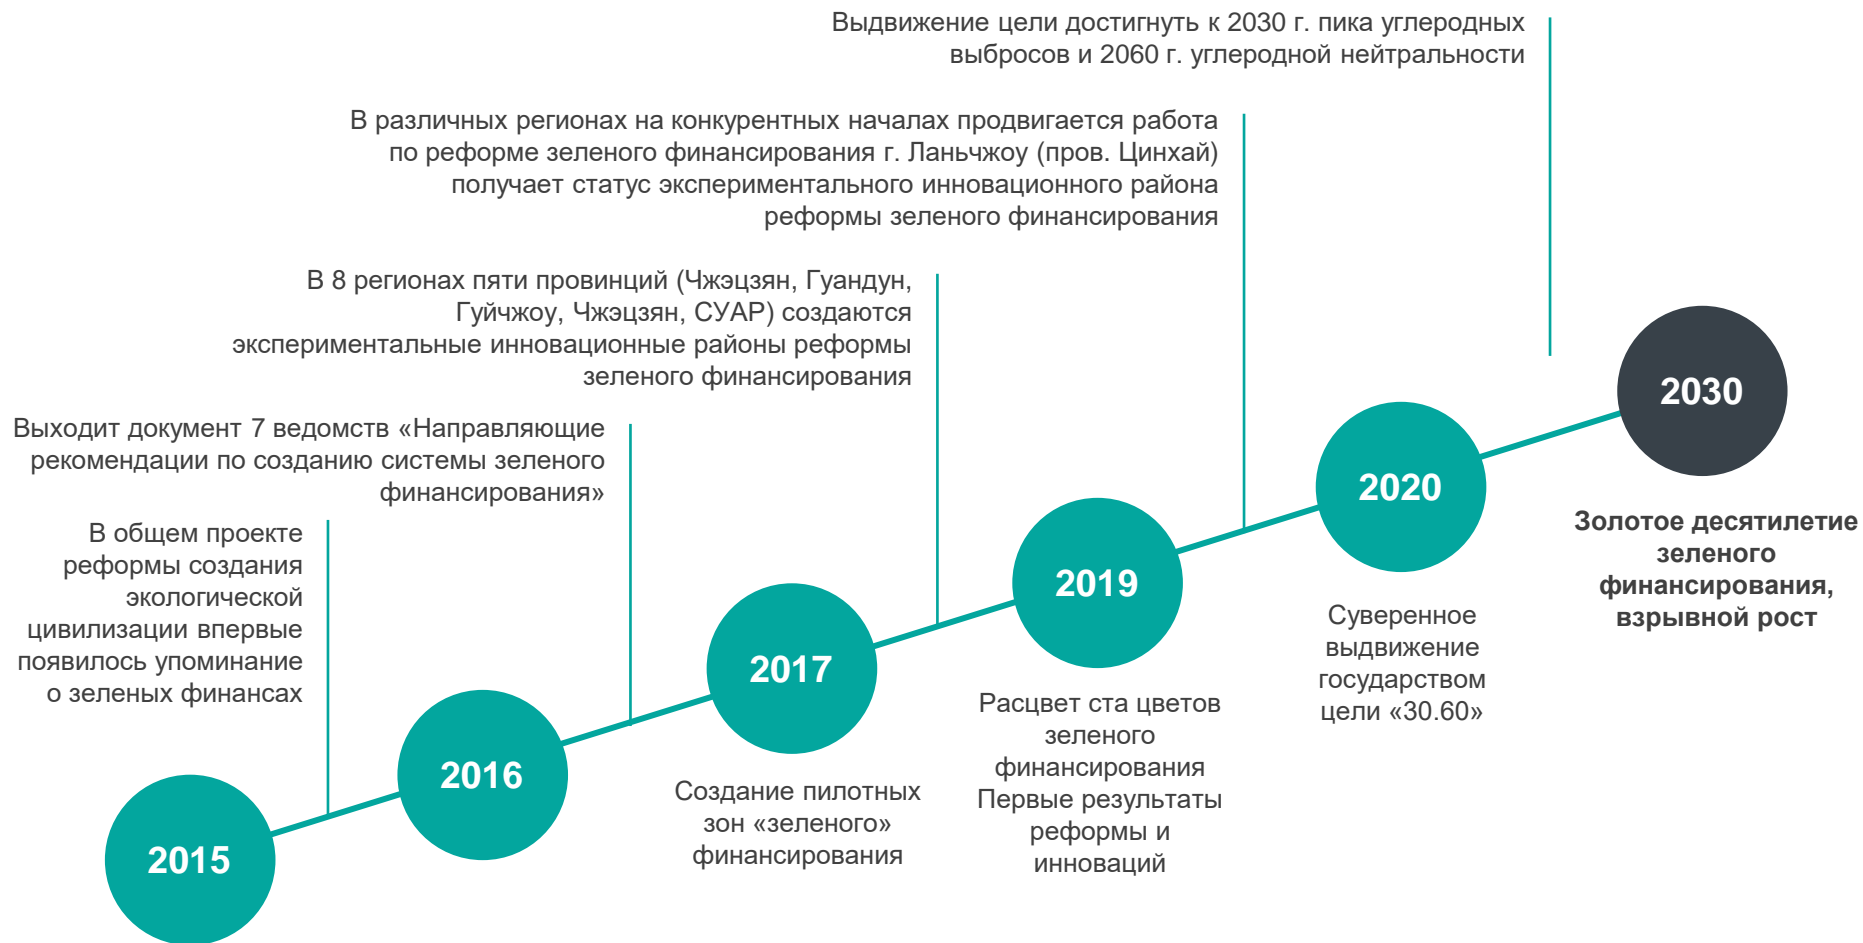 Выдвижение цели достигнуть к 2030 г. пика углеродных
выбросов и 2060 г. углеродной нейтральности
В различных регионах на конкурентных началах продвигается работа
по реформе зеленого финансирования г. Ланьчжоу (пров. Цинхай)
получает статус экспериментального инновационного района
реформы зеленого финансирования
В 8 регионах пяти провинций (Чжэцзян, Гуандун,
Гуйчжоу, Чжэцзян, СУАР) создаются
экспериментальные инновационные районы реформы
зеленого финансирования
Выходит документ 7 ведомств «Направляющие
рекомендации по созданию системы зеленого
финансирования»
В общем проекте
реформы создания
экологической
цивилизации впервые
появилось упоминание
о зеленых финансах
2015
2016
2017
Создание пилотных
зон «зеленого»
финансирования
2019
Расцвет ста цветов
зеленого
финансирования
Первые результаты
реформы и
инноваций
2020
Суверенное
выдвижение
государством
цели «30.60»
2030
Золотое десятилетие
зеленого
финансирования,
взрывной рост